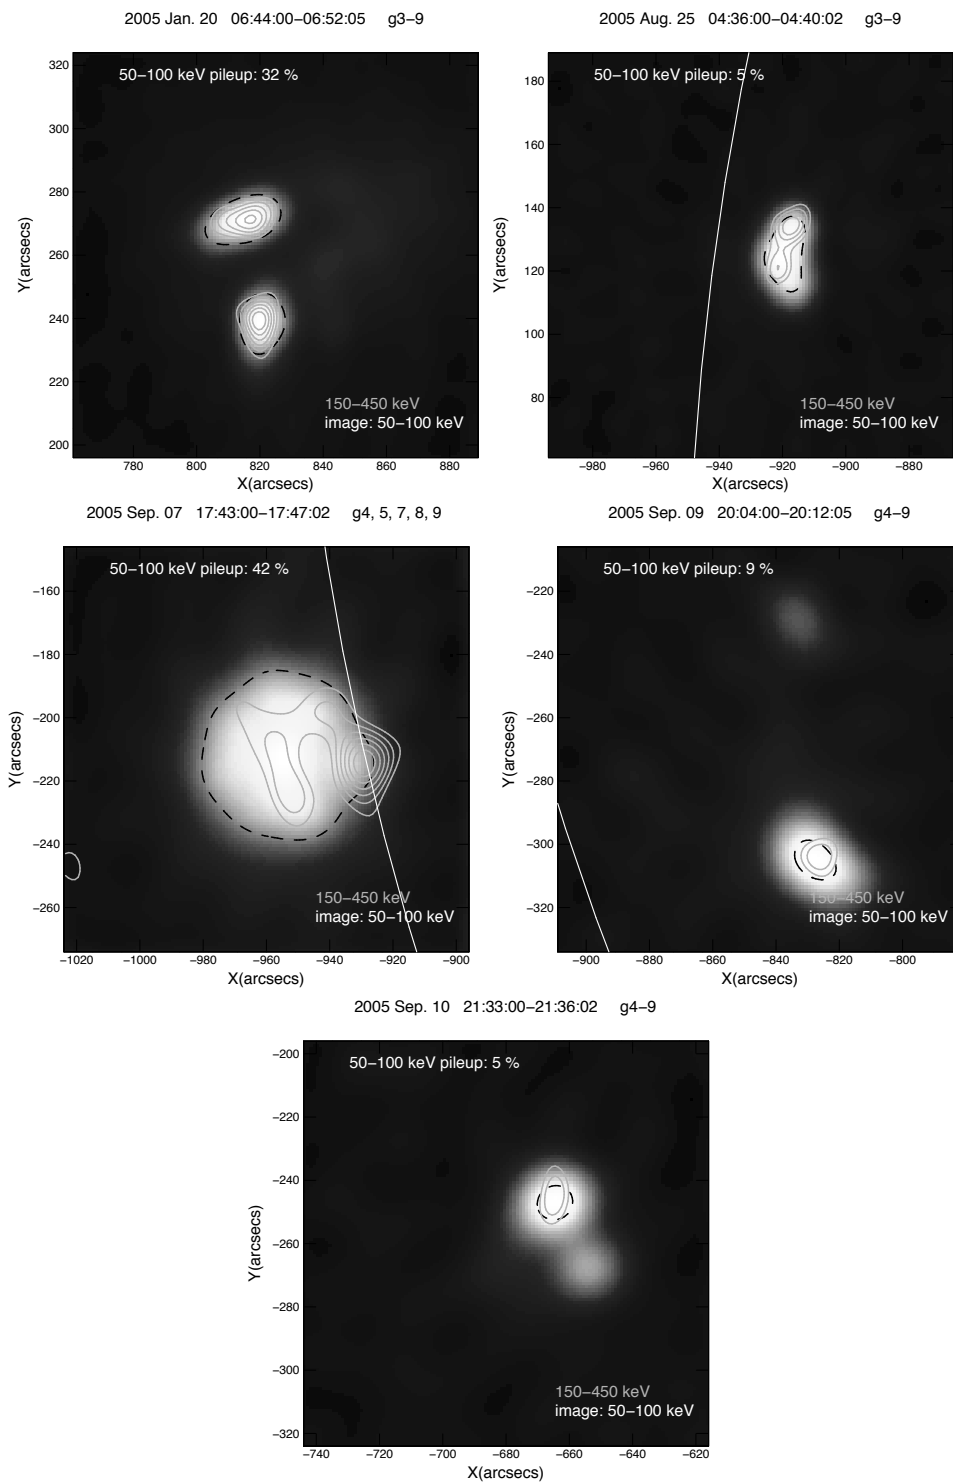 2005 Jan. 20 06:44:00−06:52:05 g3−9
50−100 keV pileup: 32 %
320
300
280
260
240
220
200
Y(arcsecs)
150−450 keV
image: 50−100 keV
780 800 820 840 860 880
X(arcsecs)
2005 Aug. 25 04:36:00−04:40:02 g3−9
50−100 keV pileup: 5 %
180
160
140
120
100
80
Y(arcsecs)
150−450 keV
image: 50−100 keV
−980 −960 −940 −920 −900 −880
X(arcsecs)
2005 Sep. 07 17:43:00−17:47:02 g4, 5, 7, 8, 9
50−100 keV pileup: 42 %
−160
−180
−200
−220
−240
−260
Y(arcsecs)
150−450 keV
image: 50−100 keV
−1020 −1000 −980 −960 −940 −920 −900
X(arcsecs)
2005 Sep. 09 20:04:00−20:12:05 g4−9
50−100 keV pileup: 9 %
−220
−240
−260
−280
−300
−320
Y(arcsecs)
150−450 keV
image: 50−100 keV
−900 −880 −860 −840 −820 −800
X(arcsecs)
2005 Sep. 10 21:33:00−21:36:02 g4−9
50−100 keV pileup: 5 %
−200
−220
−240
−260
−280
−300
−320
Y(arcsecs)
150−450 keV
image: 50−100 keV
−740 −720 −700 −680 −660 −640 −620
X(arcsecs)